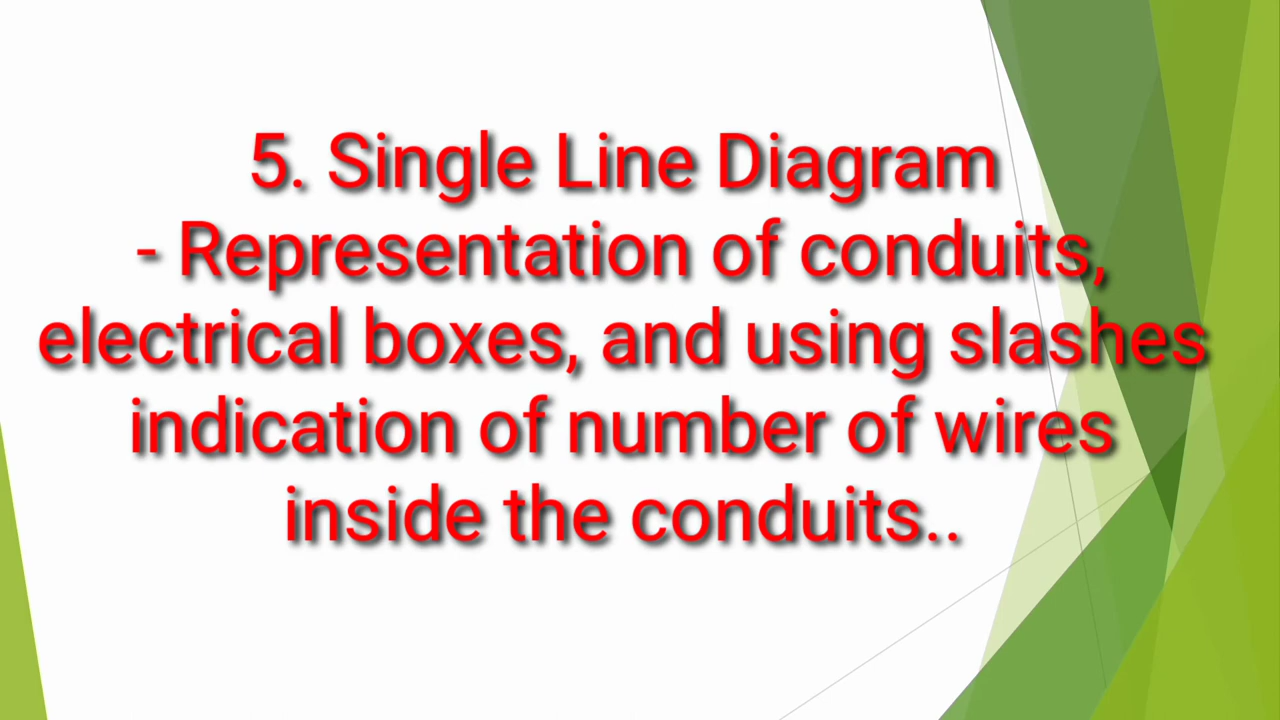 5. Single Line Diagram
- Representation of conduits,
electrical boxes, and using slashes
indication of number of wires
inside the conduits..